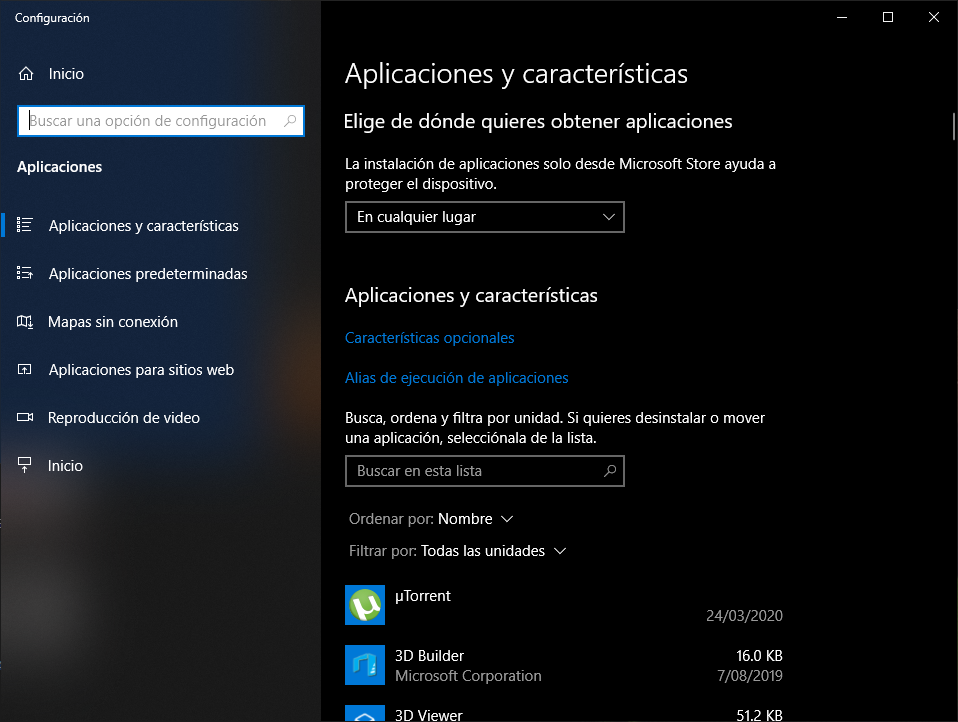 Configuración
Inicio
Buscar una opción de configuración
Aplicaciones
Aplicaciones y características
Aplicaciones predeterminadas
Mapas sin conexión
Aplicaciones para sitios web
Reproducción de video
Inicio
Aplicaciones y características
Elige de dónde quieres obtener aplicaciones
La instalación de aplicaciones solo desde Microsoft Store ayuda a
proteger el dispositivo.
En cualquier lugar
Aplicaciones y características
Características opcionales
Alias de ejecución de aplicaciones
Busca, ordena y filtra por unidad. Si quieres desinstalar o mover
una aplicación, selecciónala de la lista.
Buscar en esta lista
Ordenar por: Nombre
Filtrar por: Todas las unidades
µTorrent
24/03/2020
3D Builder 16.0 KB
Microsoft Corporation 7/08/2019
3D Viewer 51.2 KB